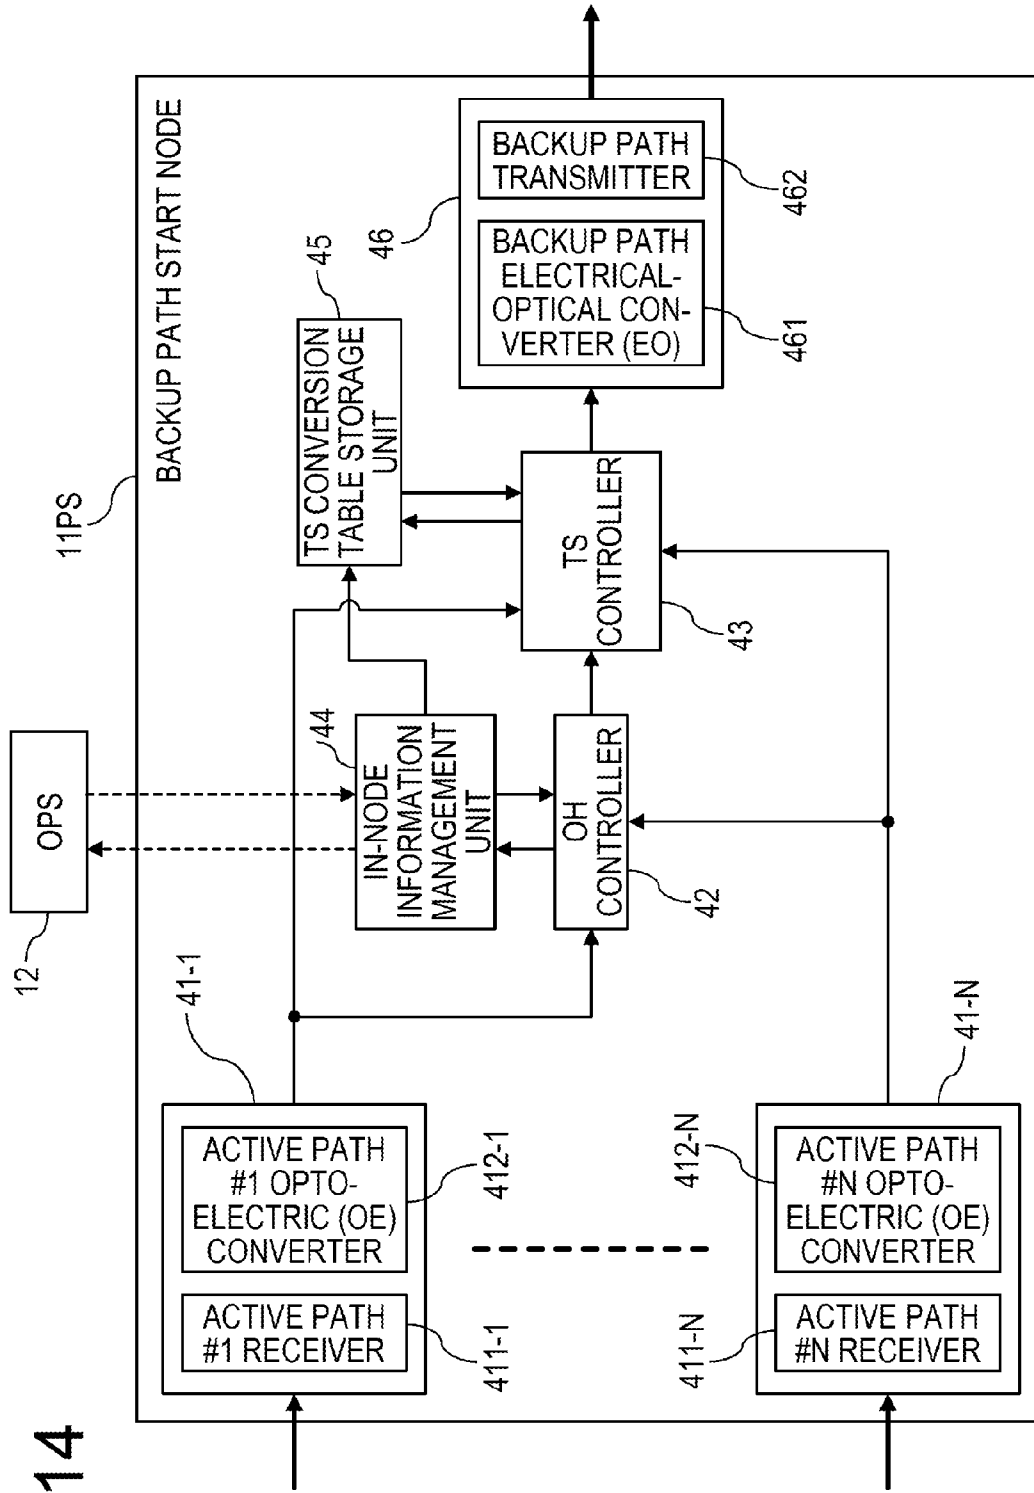 14
12
OPS
11PS
BACKUP PATH START NODE
41-1
ACTIVE PATH
#1 RECEIVER
411-1
ACTIVE PATH
#1 OPTO-
ELECTRIC (OE)
CONVERTER
412-1
44
IN-NODE
INFORMATION
MANAGEMENT
UNIT
45
TS CONVERSION
TABLE STORAGE
UNIT
OH
CONTROLLER
42
TS
CONTROLLER
43
46
BACKUP PATH
ELECTRICAL-
OPTICAL CON-
VERTER (EO)
461
BACKUP PATH
TRANSMITTER
462
41-N
ACTIVE PATH
#N RECEIVER
411-N
ACTIVE PATH
#N OPTO-
ELECTRIC (OE)
CONVERTER
412-N